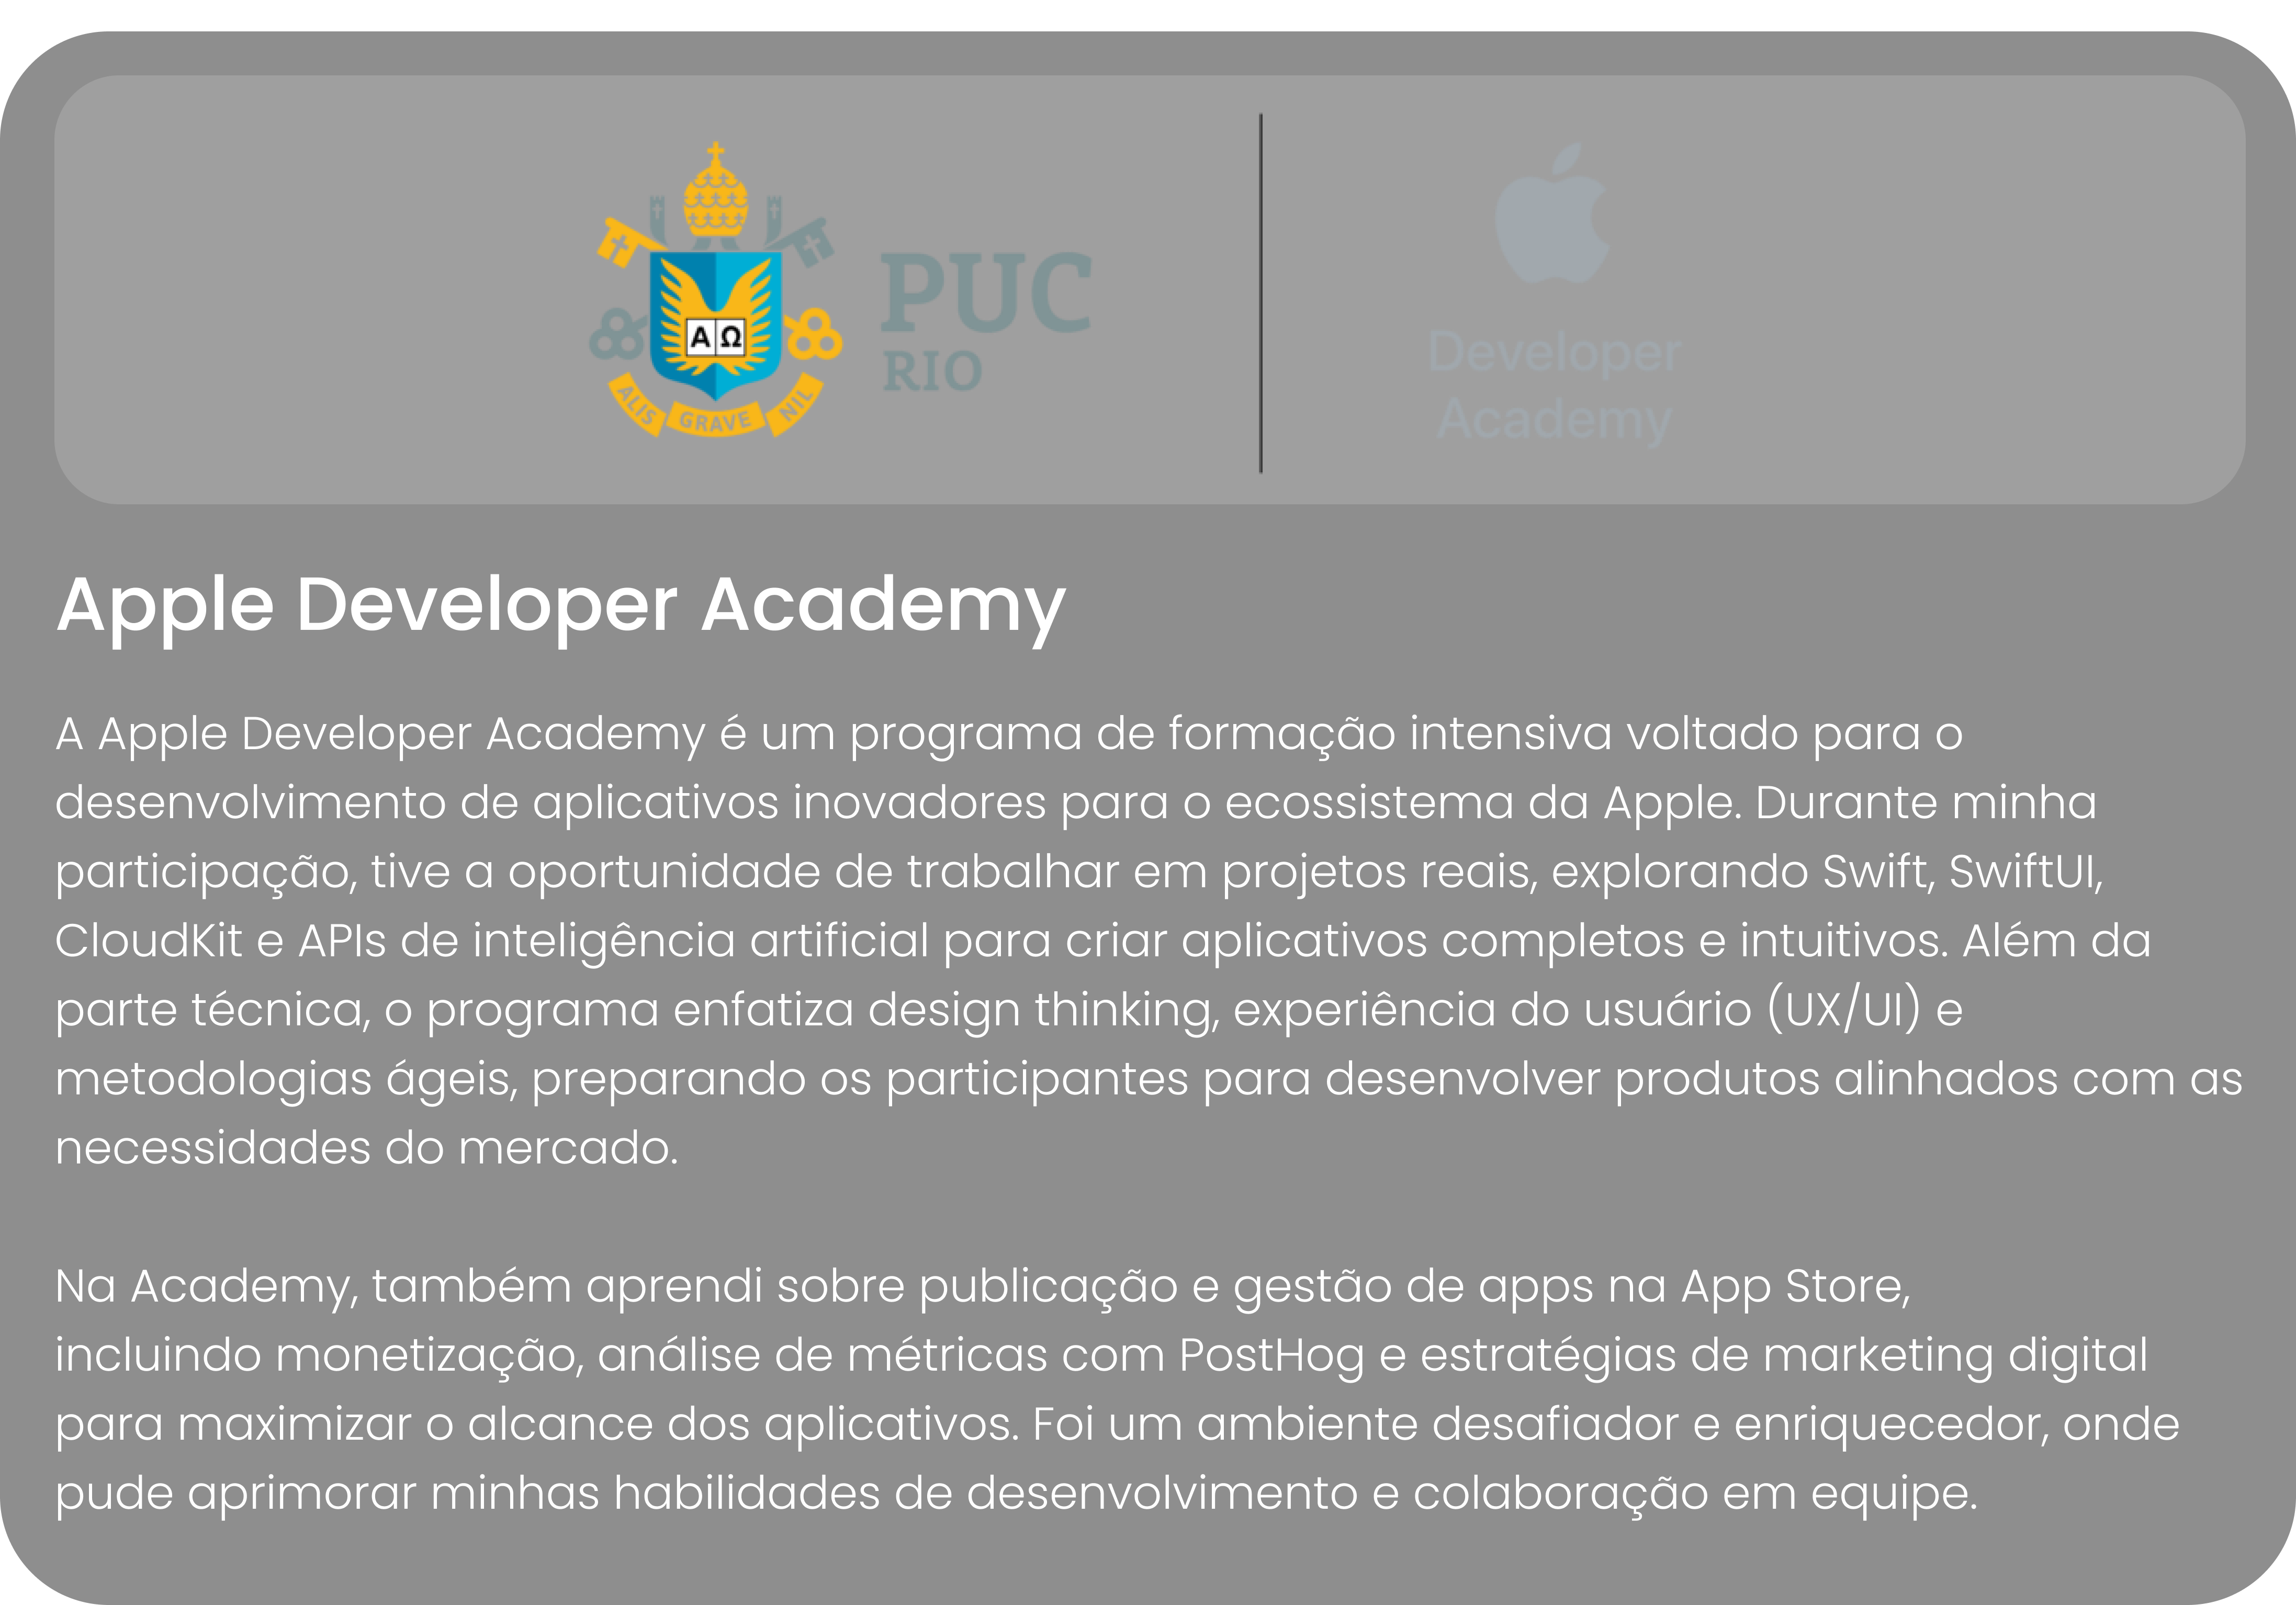 PUC
RIO
Α Ω
ALIS GRAVE NIL
Developer
Academy
Apple Developer Academy
A Apple Developer Academy é um programa de formação intensiva voltado para o
desenvolvimento de aplicativos inovadores para o ecossistema da Apple. Durante minha
participação, tive a oportunidade de trabalhar em projetos reais, explorando Swift, SwiftUI,
CloudKit e APIs de inteligência artificial para criar aplicativos completos e intuitivos. Além da
parte técnica, o programa enfatiza design thinking, experiência do usuário (UX/UI) e
metodologias ágeis, preparando os participantes para desenvolver produtos alinhados com as
necessidades do mercado.
Na Academy, também aprendi sobre publicação e gestão de apps na App Store,
incluindo monetização, análise de métricas com PostHog e estratégias de marketing digital
para maximizar o alcance dos aplicativos. Foi um ambiente desafiador e enriquecedor, onde
pude aprimorar minhas habilidades de desenvolvimento e colaboração em equipe.